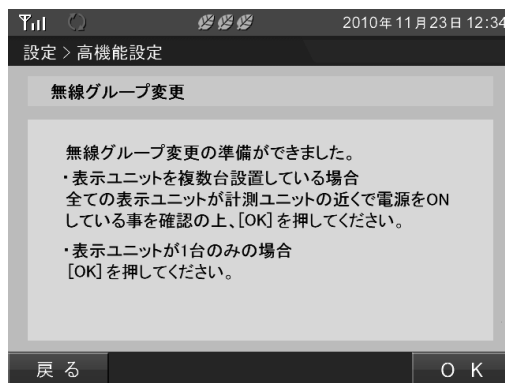 2010年11月23日 12:34
設定 > 高機能設定
無線グループ変更
無線グループ変更の準備ができました。
・表示ユニットを複数台設置している場合
全ての表示ユニットが計測ユニットの近くで電源をON
している事を確認の上、[OK]を押してください。
・表示ユニットが1台のみの場合
[OK]を押してください。
戻る
OK